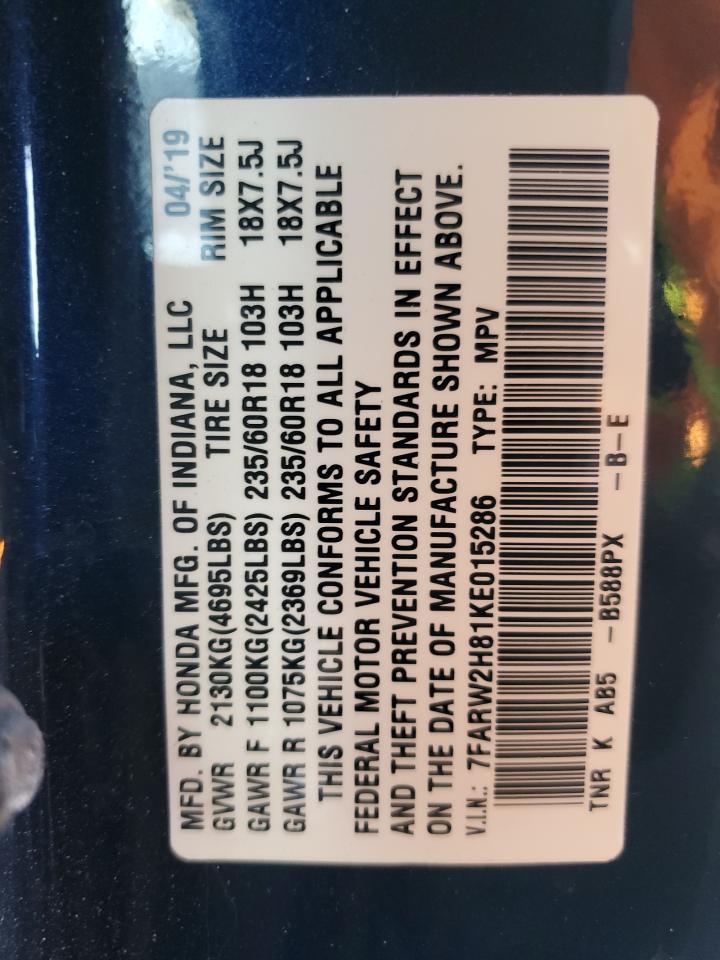 MFD. BY HONDA MFG. OF INDIANA, LLC 04/'19
GVWR 2130KG(4695LBS) TIRE SIZE RIM SIZE
GAWR F 1100KG(2425LBS) 235/60R18 103H 18X7.5J
GAWR R 1075KG(2369LBS) 235/60R18 103H 18X7.5J
THIS VEHICLE CONFORMS TO ALL APPLICABLE
FEDERAL MOTOR VEHICLE SAFETY
AND THEFT PREVENTION STANDARDS IN EFFECT
ON THE DATE OF MANUFACTURE SHOWN ABOVE.
V.I.N.: 7FARW2H81KE015286 TYPE: MPV
TNR K AB5 -B588PX -B-E